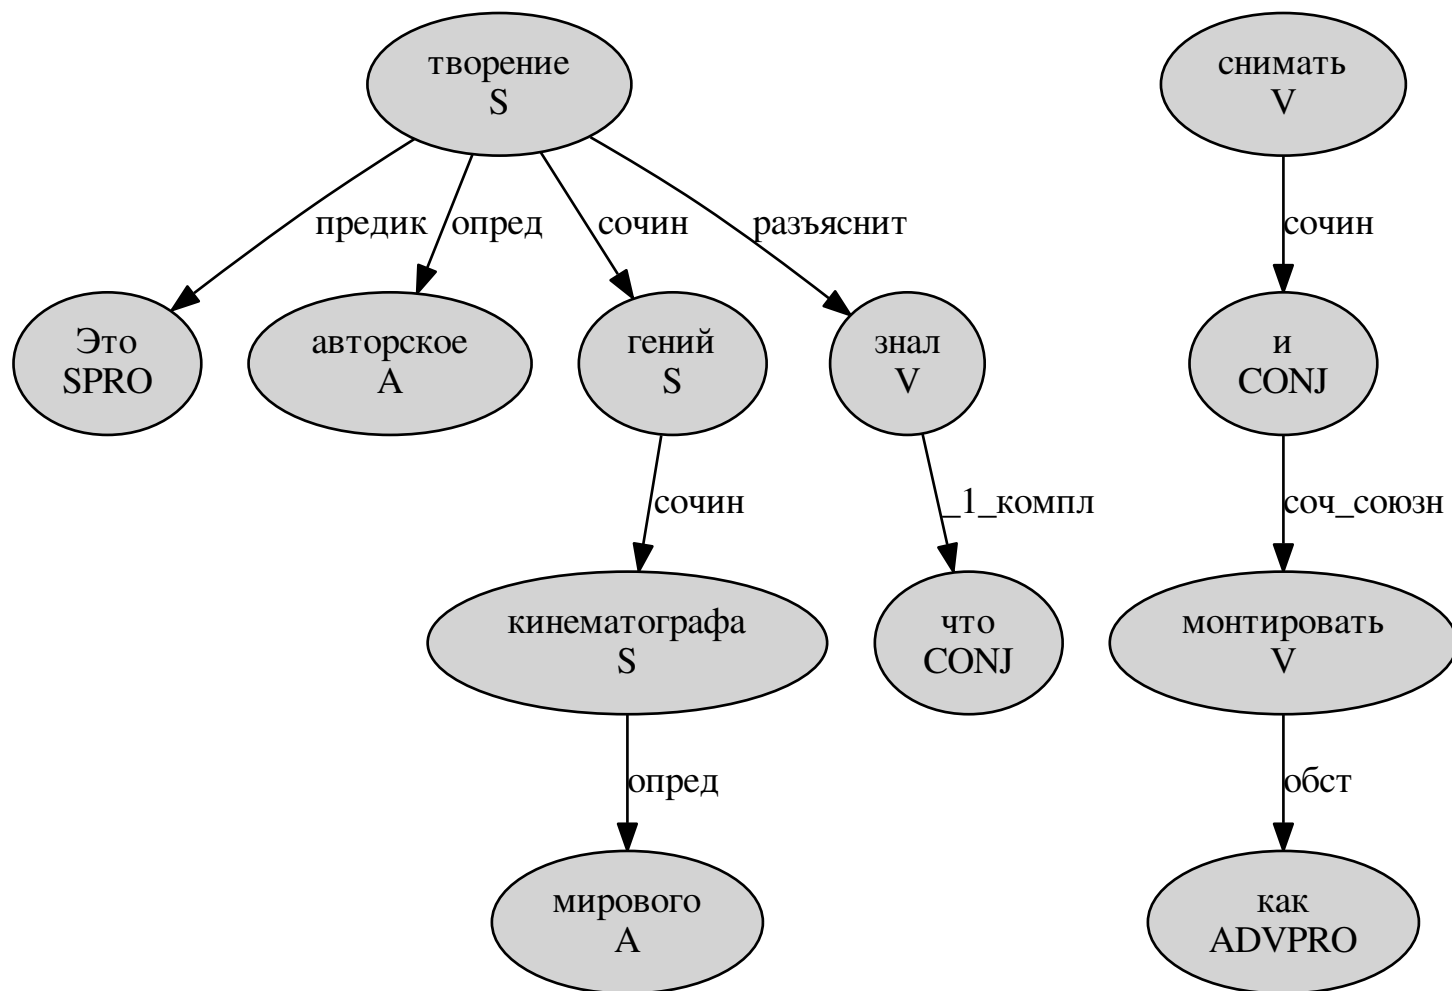 творение
S
снимать
V
предик
опред
сочин
разъяснит
сочин
Это
SPRO
авторское
A
гений
S
знал
V
и
CONJ
сочин
_1_компл
соч_союзн
кинематографа
S
что
CONJ
монтировать
V
опред
обст
мирового
A
как
ADVPRO